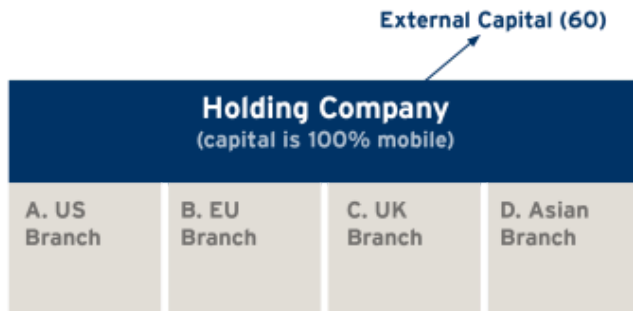 External Capital (60)
Holding Company
(capital is 100% mobile)
A. US
Branch
B. EU
Branch
C. UK
Branch
D. Asian
Branch